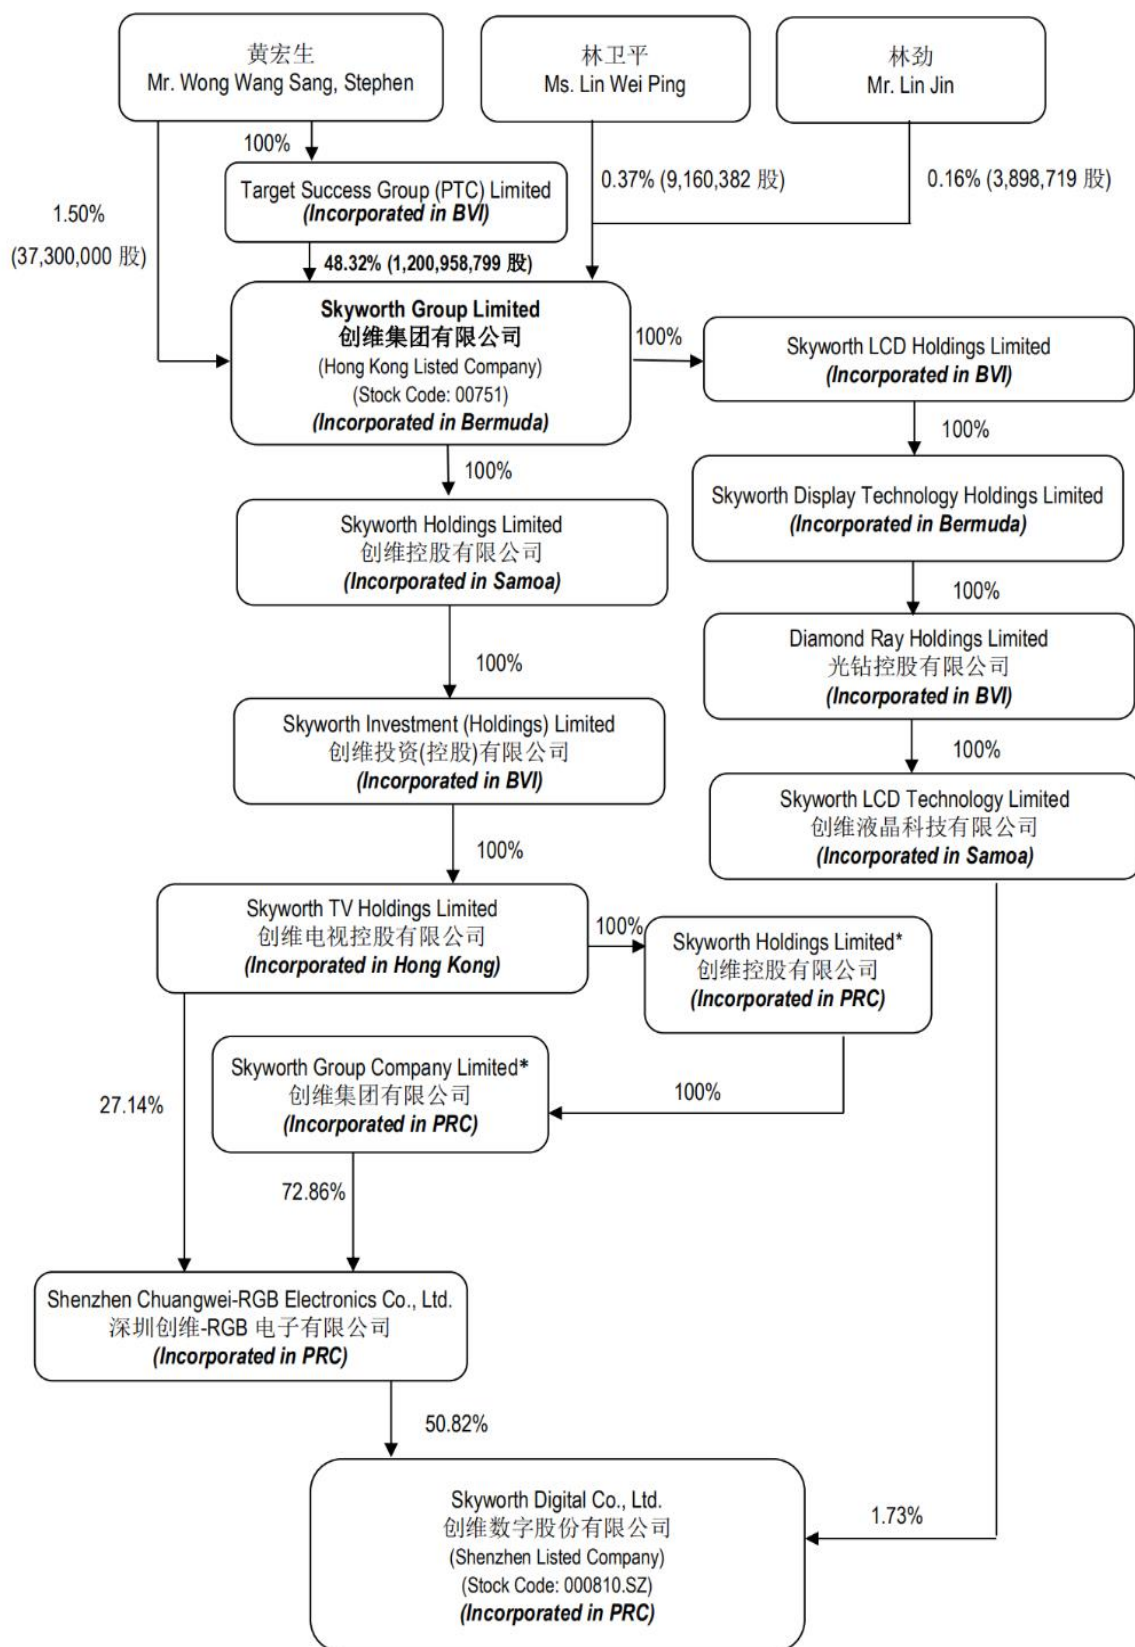 黄宏生
Mr. Wong Wang Sang, Stephen
林卫平
Ms. Lin Wei Ping
林劲
Mr. Lin Jin
100%
Target Success Group (PTC) Limited
(Incorporated in BVI)
1.50%
(37,300,000 股)
0.37% (9,160,382 股)
0.16% (3,898,719 股)
48.32% (1,200,958,799 股)
Skyworth Group Limited
创维集团有限公司
(Hong Kong Listed Company)
(Stock Code: 00751)
(Incorporated in Bermuda)
100%
Skyworth LCD Holdings Limited
(Incorporated in BVI)
100%
100%
Skyworth Display Technology Holdings Limited
(Incorporated in Bermuda)
Skyworth Holdings Limited
创维控股有限公司
(Incorporated in Samoa)
100%
Diamond Ray Holdings Limited
光钻控股有限公司
(Incorporated in BVI)
100%
Skyworth Investment (Holdings) Limited
创维投资(控股)有限公司
(Incorporated in BVI)
100%
Skyworth LCD Technology Limited
创维液晶科技有限公司
(Incorporated in Samoa)
100%
Skyworth TV Holdings Limited
创维电视控股有限公司
(Incorporated in Hong Kong)
100%
Skyworth Holdings Limited*
创维控股有限公司
(Incorporated in PRC)
Skyworth Group Company Limited*
创维集团有限公司
(Incorporated in PRC)
100%
27.14%
72.86%
Shenzhen Chuangwei-RGB Electronics Co., Ltd.
深圳创维-RGB 电子有限公司
(Incorporated in PRC)
50.82%
Skyworth Digital Co., Ltd.
创维数字股份有限公司
(Shenzhen Listed Company)
(Stock Code: 000810.SZ)
(Incorporated in PRC)
1.73%